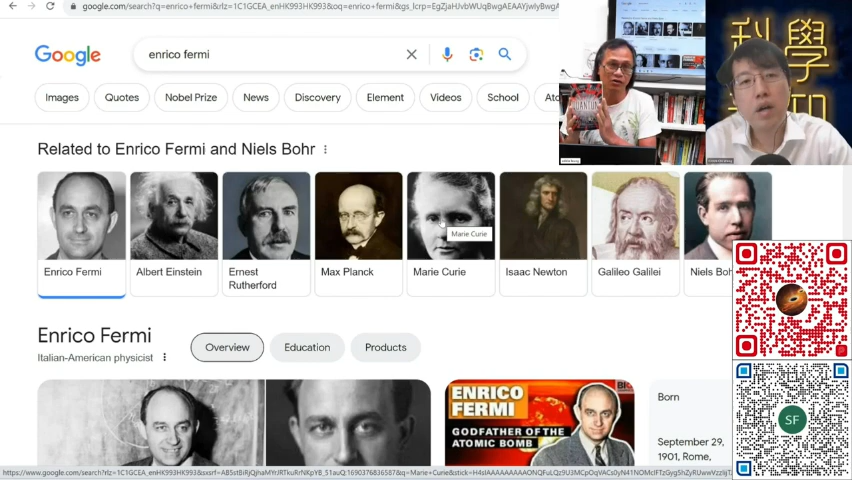 google.com/search?q=enrico+fermi&rlz=1C1GCEA_enHK993HK993&oq=enrico+fermi&gs_lcrp=EgZjaHJvbWUqBwgAEAAYjwIyBwgA
Google
enrico fermi
Images
Quotes
Nobel Prize
News
Discovery
Element
Videos
School
Ato
Related to Enrico Fermi and Niels Bohr
Enrico Fermi
Albert Einstein
Ernest
Rutherford
Max Planck
Marie Curie
Marie Curie
Isaac Newton
Galileo Galilei
Niels Boh
科學
Enrico Fermi
Italian-American physicist
Overview
Education
Products
ENRICO
FERMI
GODFATHER OF THE
ATOMIC BOMB
Born
September 29,
1901, Rome,
SF